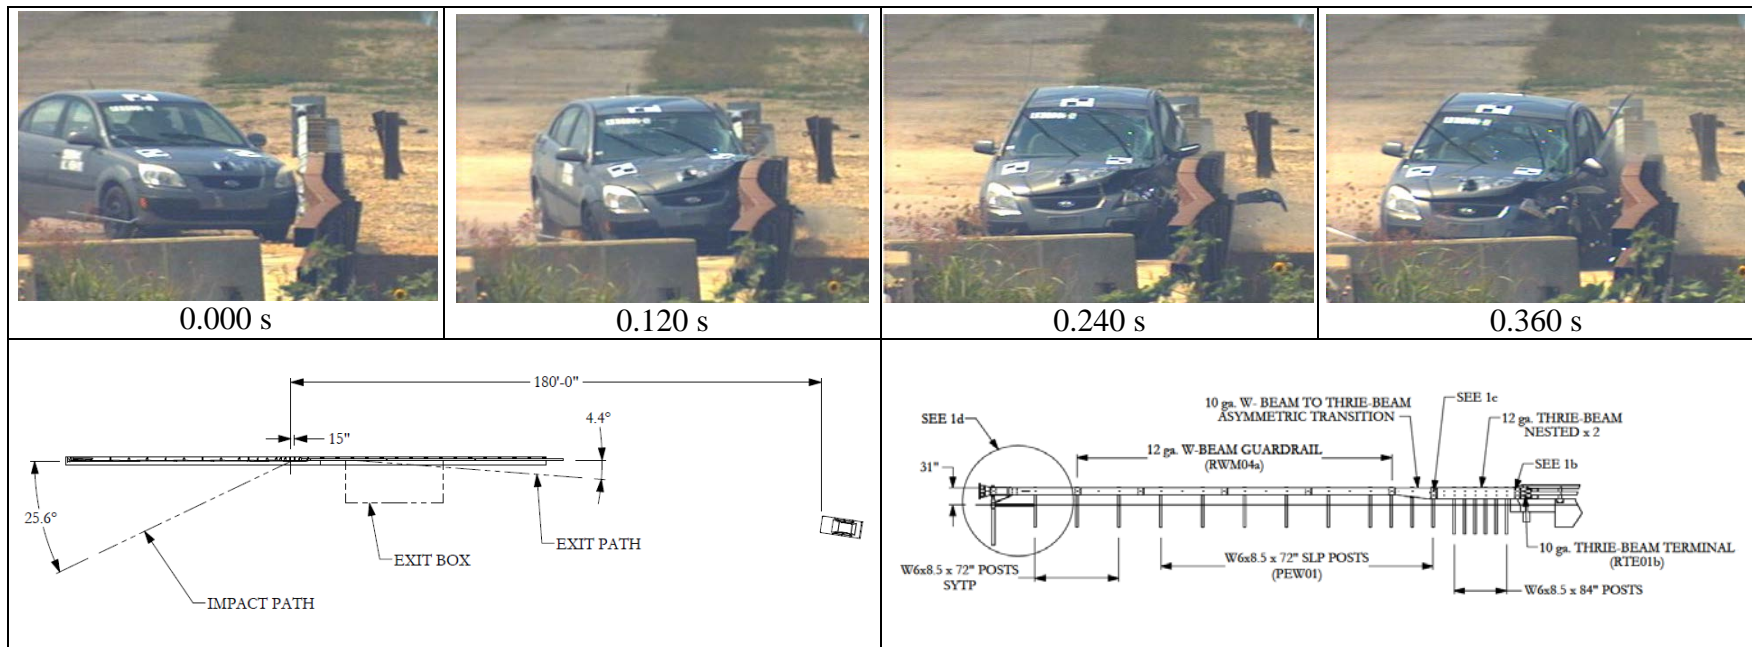 0.000 s
0.120 s
0.240 s
0.360 s
180'-0"
4.4°
15"
25.6°
EXIT PATH
EXIT BOX
IMPACT PATH
SEE 1d
10 ga. W- BEAM TO THRIE-BEAM
ASYMMETRIC TRANSITION
SEE 1c
12 ga. THRIE-BEAM
NESTED x 2
12 ga. W-BEAM GUARDRAIL
(RWM04a)
SEE 1b
31"
10 ga. THRIE-BEAM TERMINAL
(RTE01b)
W6x8.5 x 72" SLP POSTS
(PEW01)
W6x8.5 x 72" POSTS
SYTP
W6x8.5 x 84" POSTS